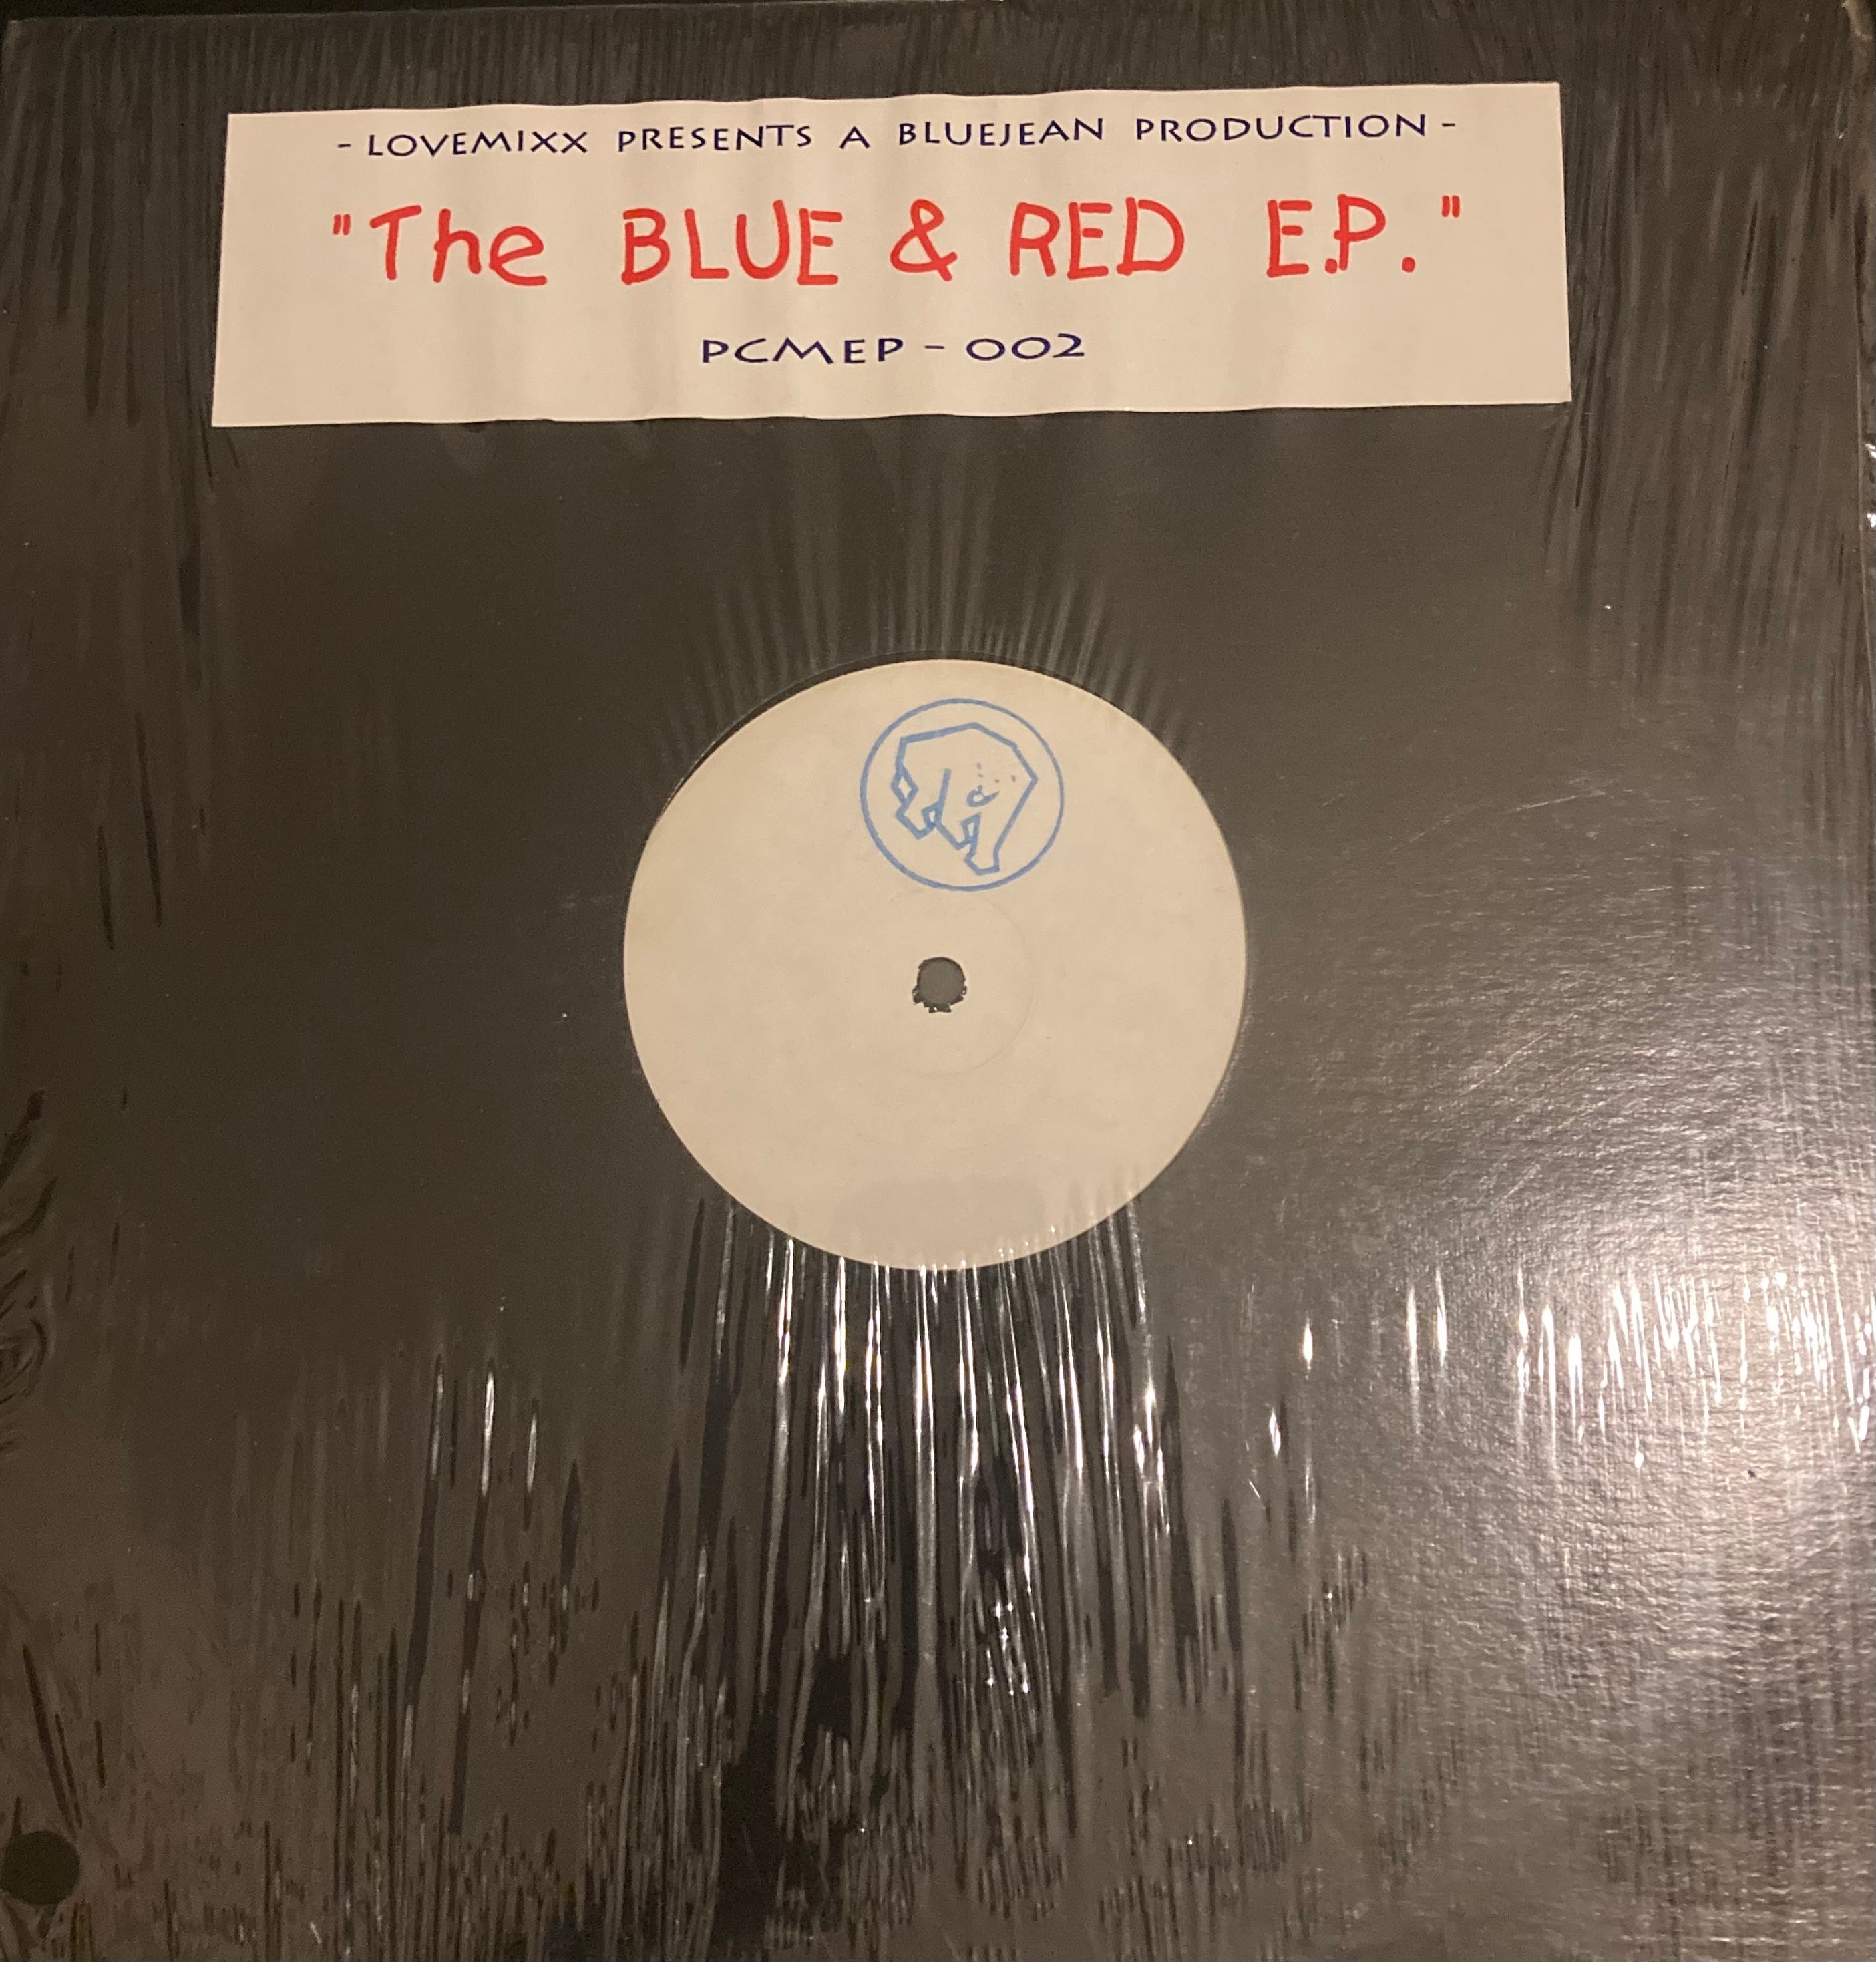 - LOVEMIXX PRESENTS A BLUEJEAN PRODUCTION -
"The BLUE & RED E.P."
PCMEP - 002